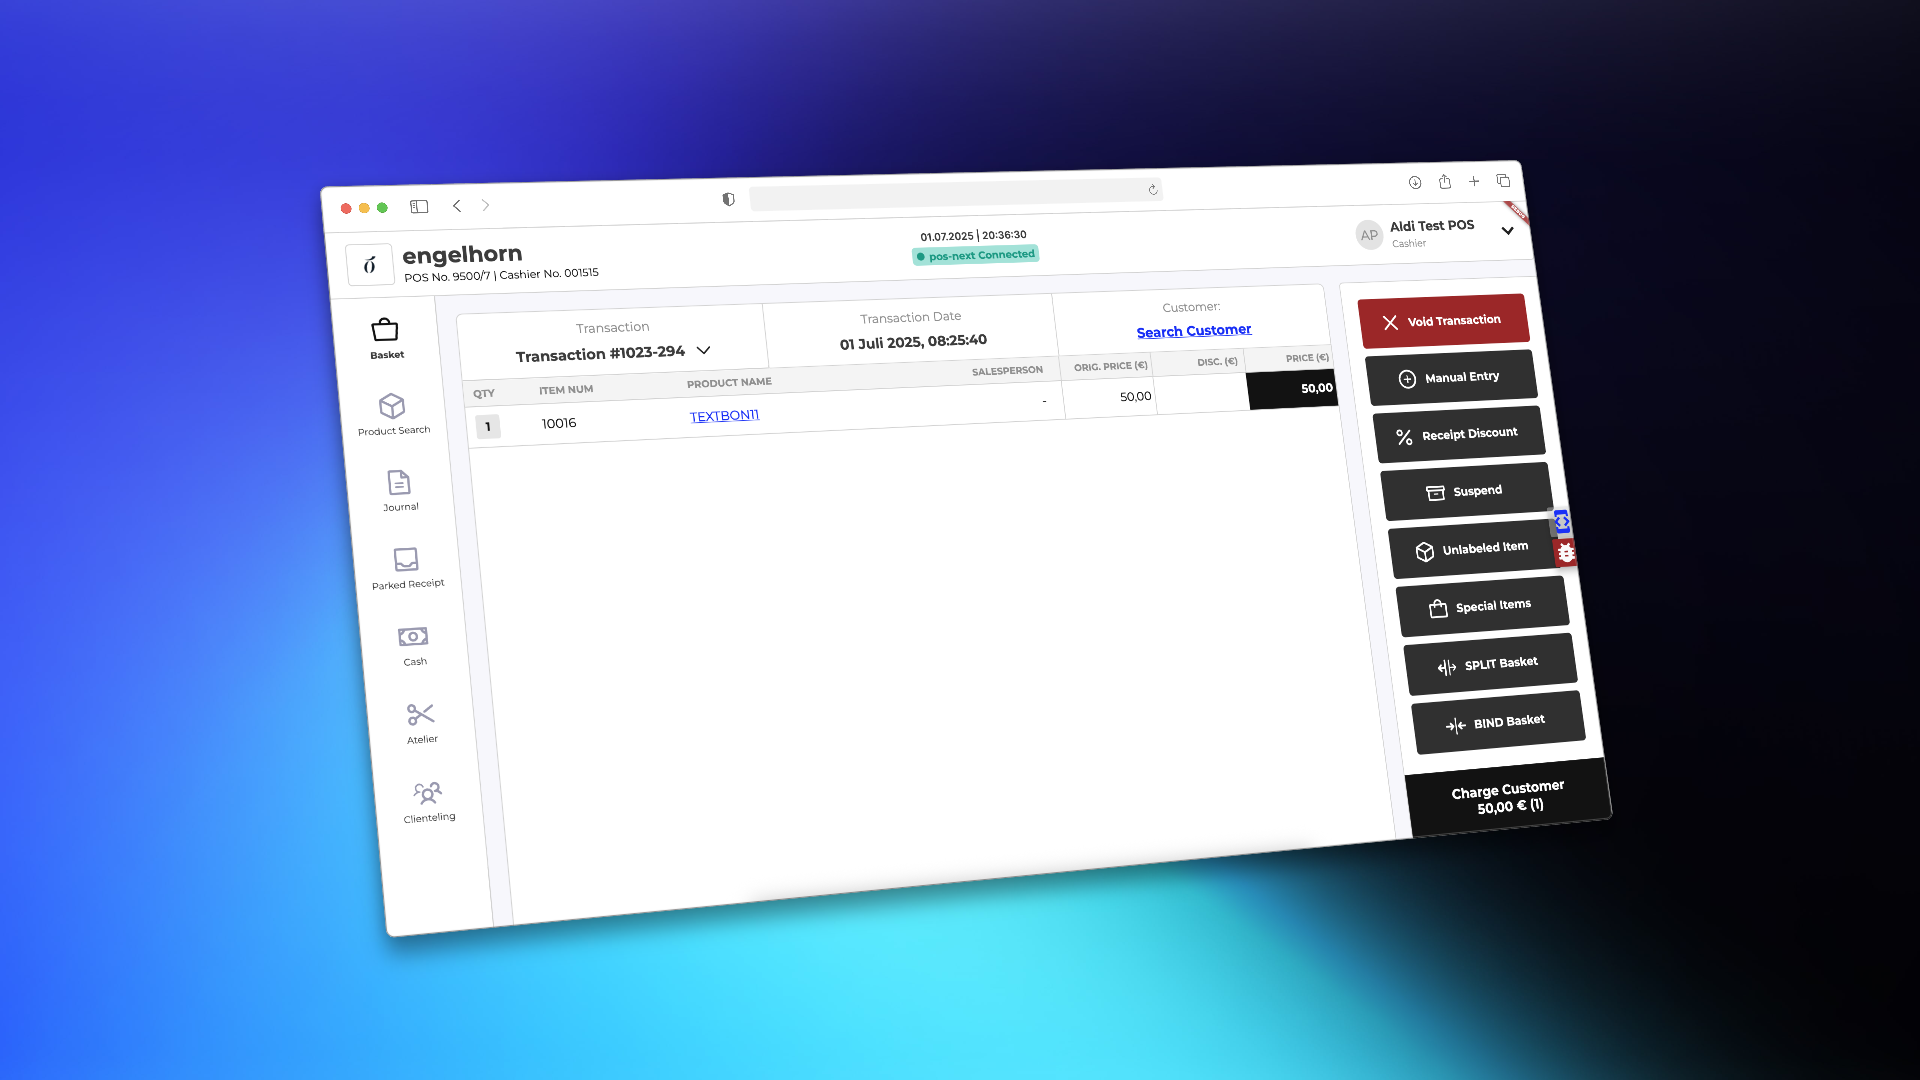 engelhorn
POS No. 9500/7 | Cashier No. 001515
01.07.2025 | 20:36:30
pos-next Connected
AP
Aldi Test POS
Cashier
Basket
Product Search
Journal
Parked Receipt
Cash
Atelier
Clienteling
Transaction
Transaction #1023-294
Transaction Date
01 Juli 2025, 08:25:40
Customer:
Search Customer
QTY ITEM NUM PRODUCT NAME SALESPERSON ORIG. PRICE (€) DISC. (€) PRICE (€)
1 10016 TEXTBON11 - 50,00 50,00
Void Transaction
Manual Entry
Receipt Discount
Suspend
Unlabeled Item
Special Items
SPLIT Basket
BIND Basket
Charge Customer
50,00 € (1)